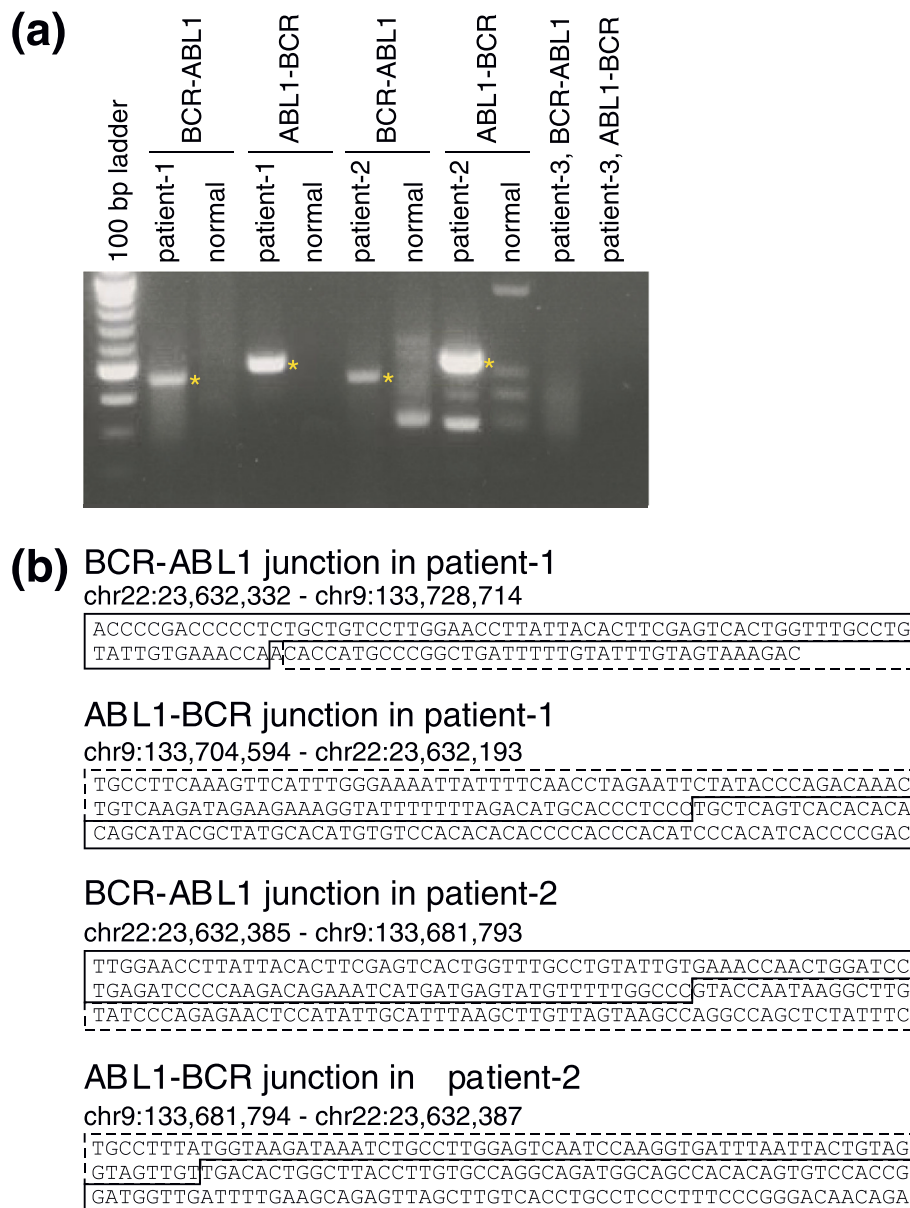 (a)
100 bp ladder
BCR-ABL1
patient-1
normal
ABL1-BCR
patient-1
normal
BCR-ABL1
patient-2
normal
ABL1-BCR
patient-2
normal
patient-3, BCR-ABL1
patient-3, ABL1-BCR
*
*
*
*
(b)
BCR-ABL1 junction in patient-1
chr22:23,632,332 - chr9:133,728,714
ACCCCGACCCCCTCTGCTGTCCTTGGAACCTTATTACACTTCGAGTCACTGGTTTGCCTG
TATTGTGAAACCAACACCATGCCCGGCTGATTTTTGTATTTGTAGTAAAGAC
ABL1-BCR junction in patient-1
chr9:133,704,594 - chr22:23,632,193
TGCCTTCAAAGTTCATTTGGGAAAATTATTTTCAACCTAGAATTCTATACCCAGACAAAC
TGTCAAGATAGAAGAAAGGTATTTTTTTAGACATGCACCCTCCCTGCTCAGTCACACACA
CAGCATACGCTATGCACATGTGTCCACACACACCCCACCCACATCCCACATCACCCCGAC
BCR-ABL1 junction in patient-2
chr22:23,632,385 - chr9:133,681,793
TTGGAACCTTATTACACTTCGAGTCACTGGTTTGCCTGTATTGTGAAACCAACTGGATCC
TGAGATCCCCAAGACAGAAATCATGATGAGTATGTTTTTGGCCCGTACCAATAAGGCTTG
TATCCCAGAGAACTCCATATTGCATTTAAGCTTGTTAGTAAGCCAGGCCAGCTCTATTTC
ABL1-BCR junction in patient-2
chr9:133,681,794 - chr22:23,632,387
TGCCTTTATGGTAAGATAAATCTGCCTTGGAGTCAATCCAAGGTGATTTAATTACTGTAG
GTAGTTGTTGACACTGGCTTACCTTGTGCCAGGCAGATGGCAGCCACACAGTGTCCACCG
GATGGTTGATTTTGAAGCAGAGTTAGCTTGTCACCTGCCTCCCTTTCCCGGGACAACAGA